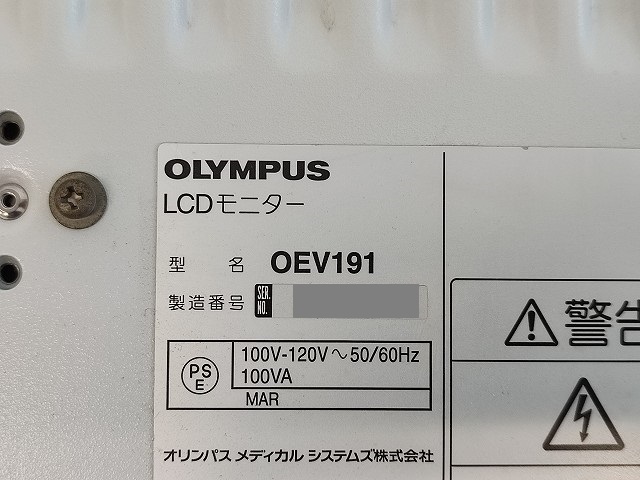 OLYMPUS
LCDモニター
型 名 OEV191
製造番号 SER. NO.
PS E
100V-120V～50/60Hz
100VA
MAR
オリンパス メディカル システムズ株式会社
警告